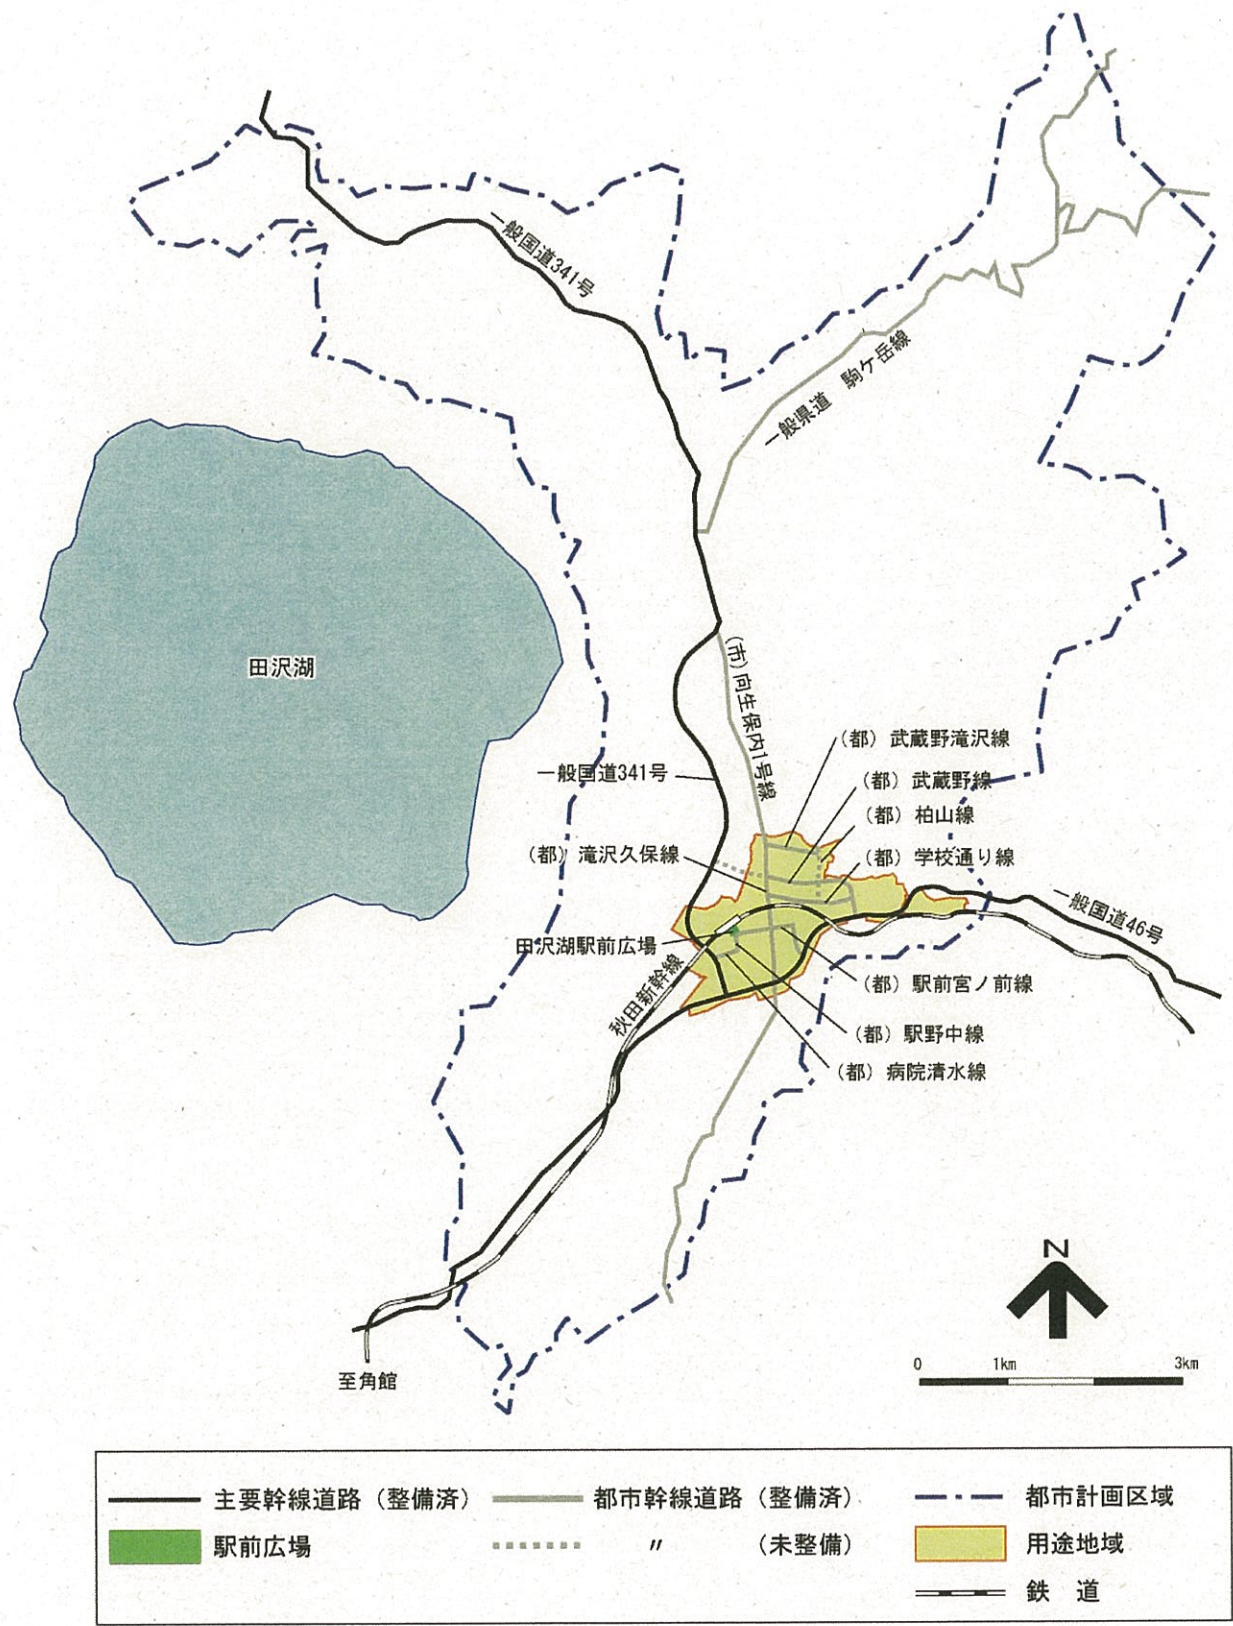 一般国道341号
一般県道 駒ケ岳線
田沢湖
(市)向生保内1号線
(都) 武蔵野滝沢線
一般国道341号
(都) 武蔵野線
(都) 柏山線
(都) 滝沢久保線
(都) 学校通り線
一般国道46号
田沢湖駅前広場
秋田新幹線
(都) 駅前宮ノ前線
(都) 駅野中線
(都) 病院清水線
N
0 1km 3km
至角館
主要幹線道路 (整備済)
都市幹線道路 (整備済)
都市計画区域
駅前広場
〃 (未整備)
用途地域
鉄 道